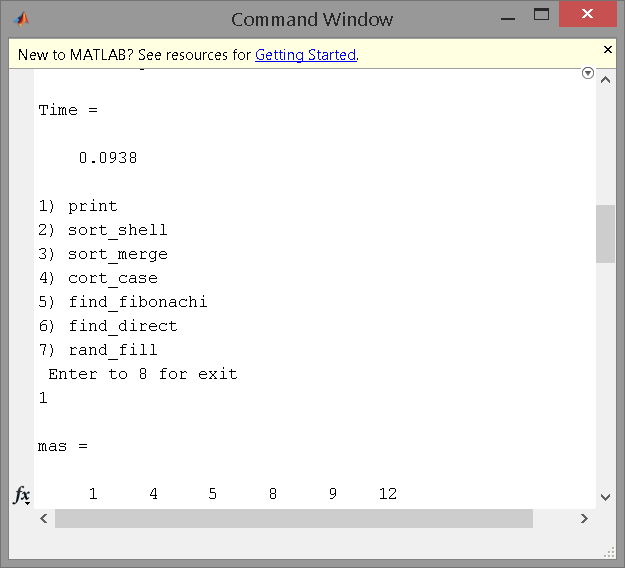 Command Window
New to MATLAB? See resources for Getting Started.
Time =
0.0938
1) print
2) sort_shell
3) sort_merge
4) cort_case
5) find_fibonachi
6) find_direct
7) rand_fill
Enter to 8 for exit
1
mas =
fx 1 4 5 8 9 12